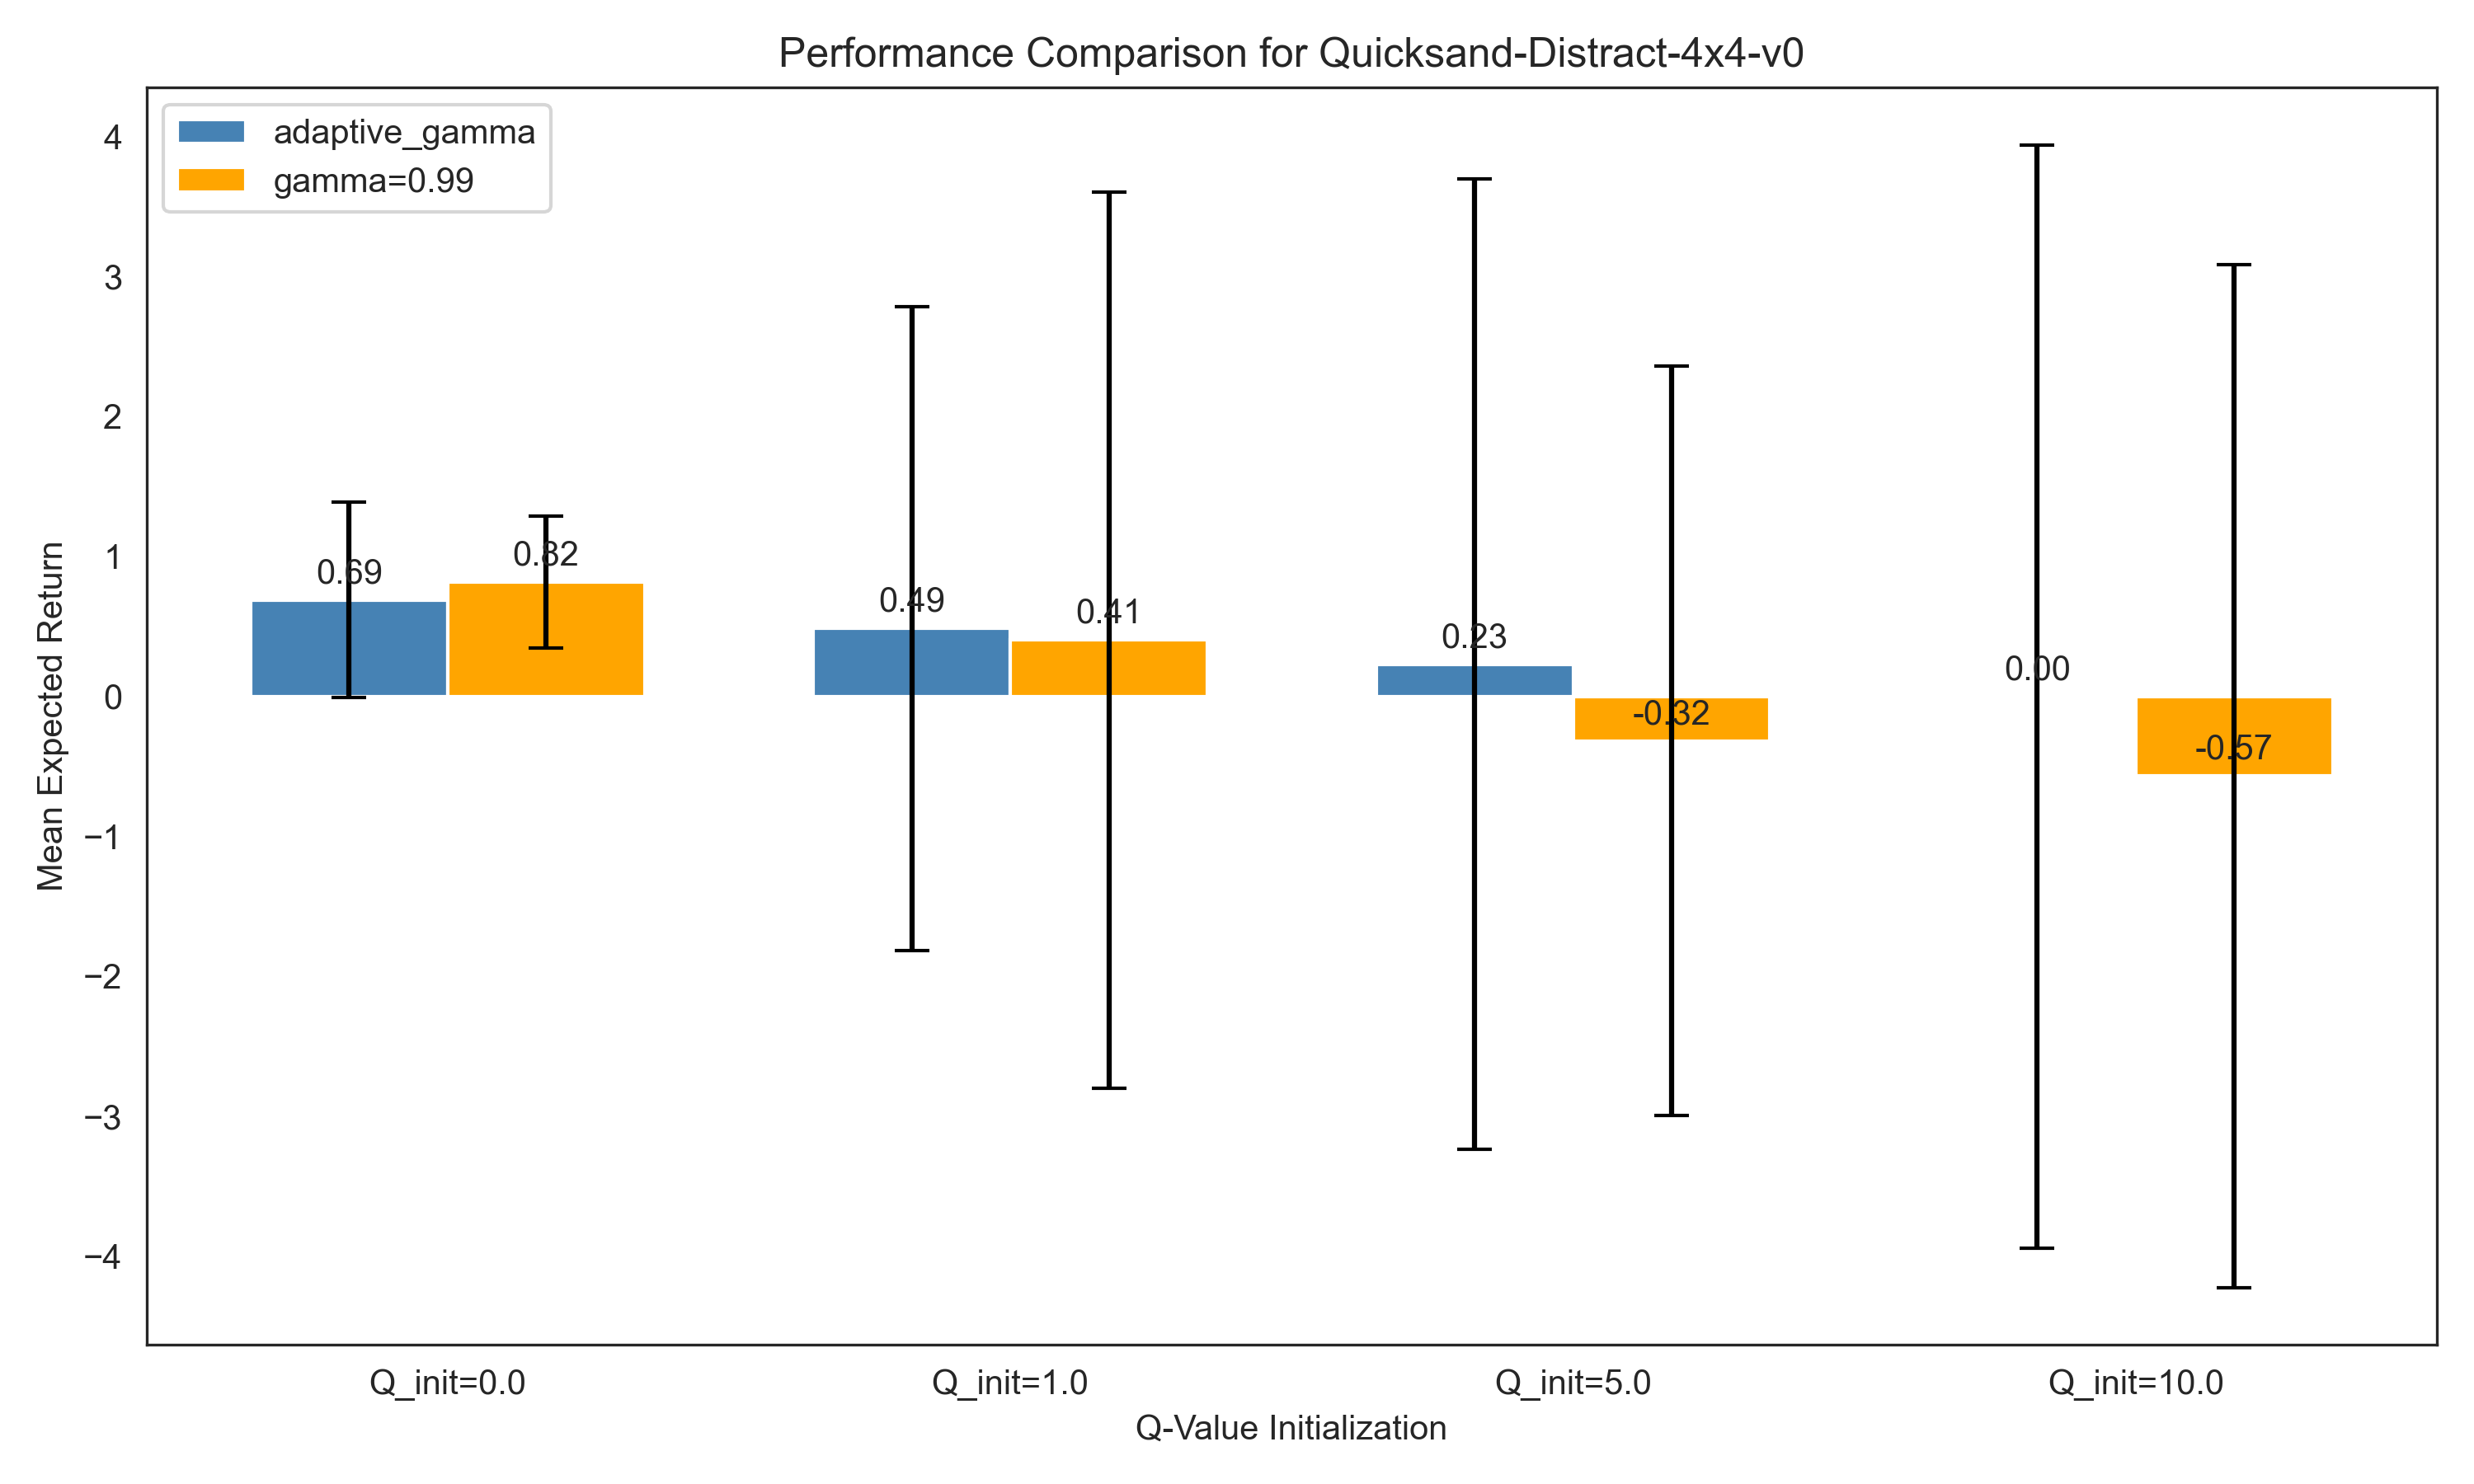 Performance Comparison for Quicksand-Distract-4x4-v0
adaptive_gamma
gamma=0.99
Mean Expected Return
4
3
2
1
0
−1
−2
−3
−4
0.69
0.82
0.49
0.41
0.23
-0.32
0.00
-0.57
Q_init=0.0
Q_init=1.0
Q_init=5.0
Q_init=10.0
Q-Value Initialization